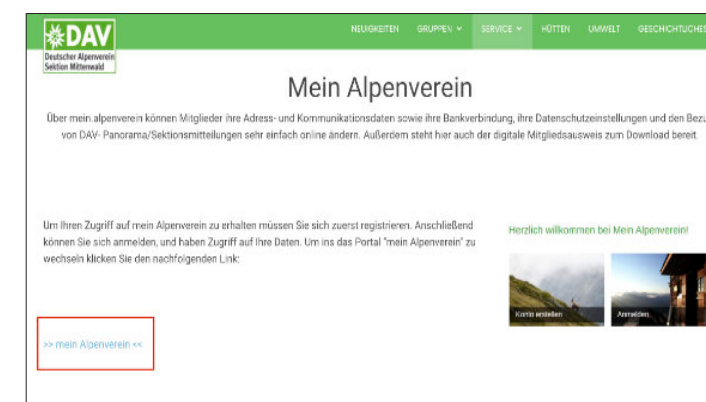 DAV
Deutscher Alpenverein
Sektion Mittenwald
NEUIGKEITEN GRUPPEN SERVICE HÜTTEN UMWELT GESCHICHTLICHES
Mein Alpenverein
Über mein.alpenverein können Mitglieder ihre Adress- und Kommunikationsdaten sowie ihre Bankverbindung, ihre Datenschutzeinstellungen und den Bezu
von DAV- Panorama/Sektionsmitteilungen sehr einfach online ändern. Außerdem steht hier auch der digitale Mitgliedsausweis zum Download bereit.
Um Ihren Zugriff auf mein Alpenverein zu erhalten müssen Sie sich zuerst registrieren. Anschließend
können Sie sich anmelden, und haben Zugriff auf Ihre Daten. Um ins das Portal "mein Alpenverein" zu
wechseln klicken Sie den nachfolgenden Link:
>> mein Alpenverein <<
Herzlich willkommen bei Mein Alpenverein!
Konto erstellen
Anmelden